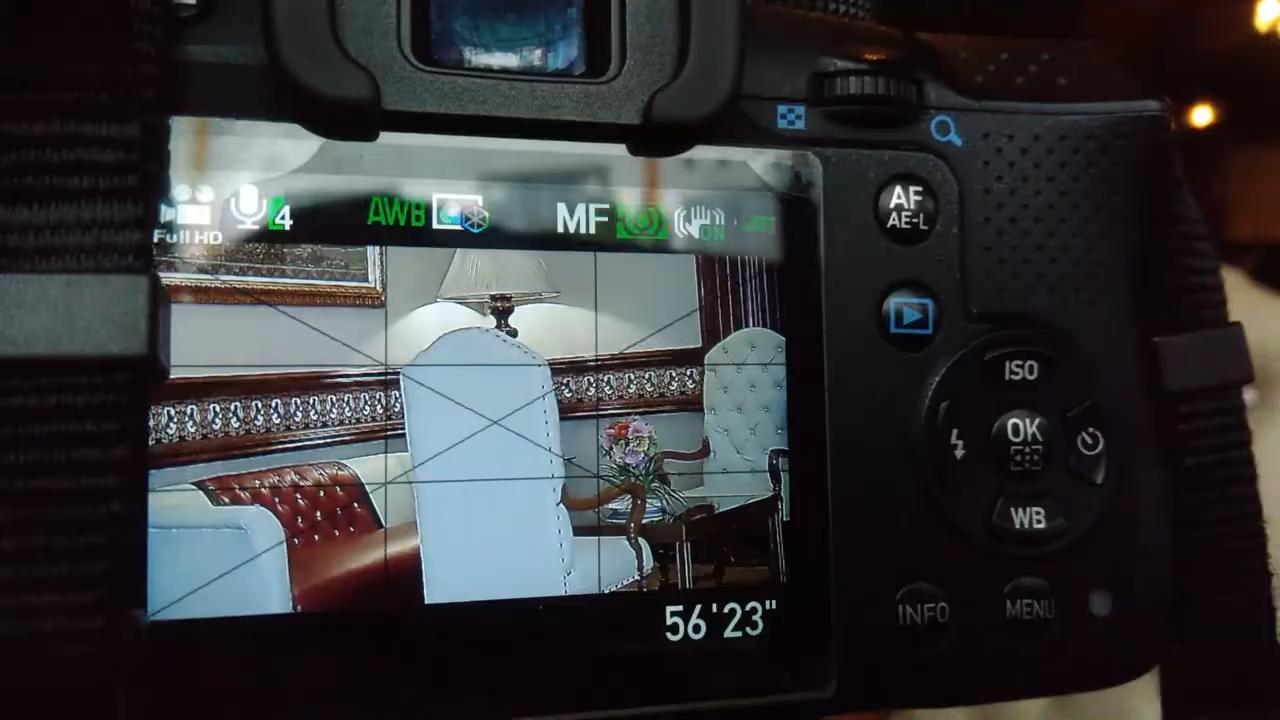 4 AWB MF ON
Full HD
AF
AE-L
ISO
OK
WB
56'23"
INFO MENU